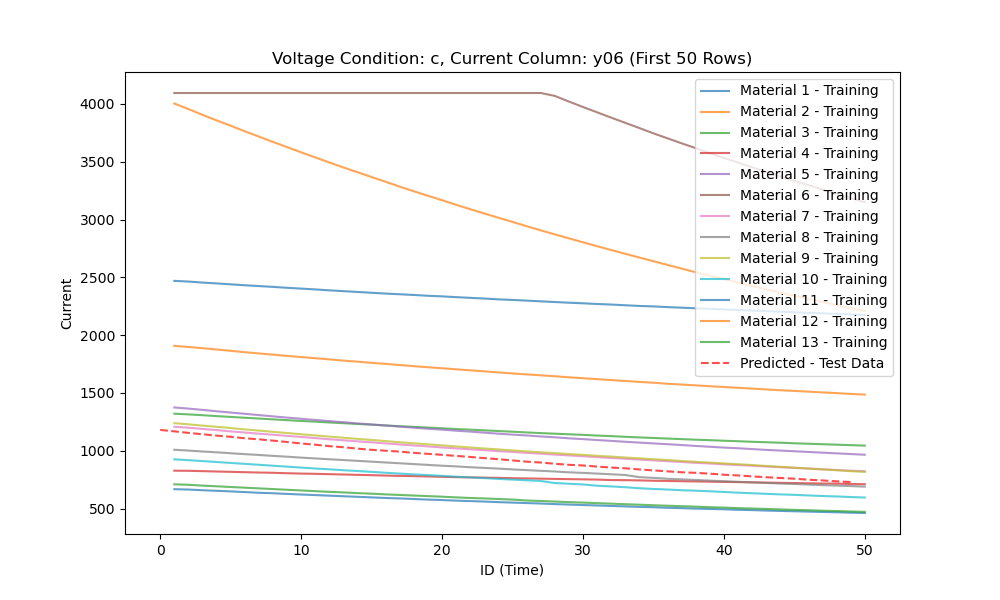 Voltage Condition: c, Current Column: y06 (First 50 Rows)
Current
4000
3500
3000
2500
2000
1500
1000
500
0
10
20
30
40
50
ID (Time)
Material 1 - Training
Material 2 - Training
Material 3 - Training
Material 4 - Training
Material 5 - Training
Material 6 - Training
Material 7 - Training
Material 8 - Training
Material 9 - Training
Material 10 - Training
Material 11 - Training
Material 12 - Training
Material 13 - Training
Predicted - Test Data